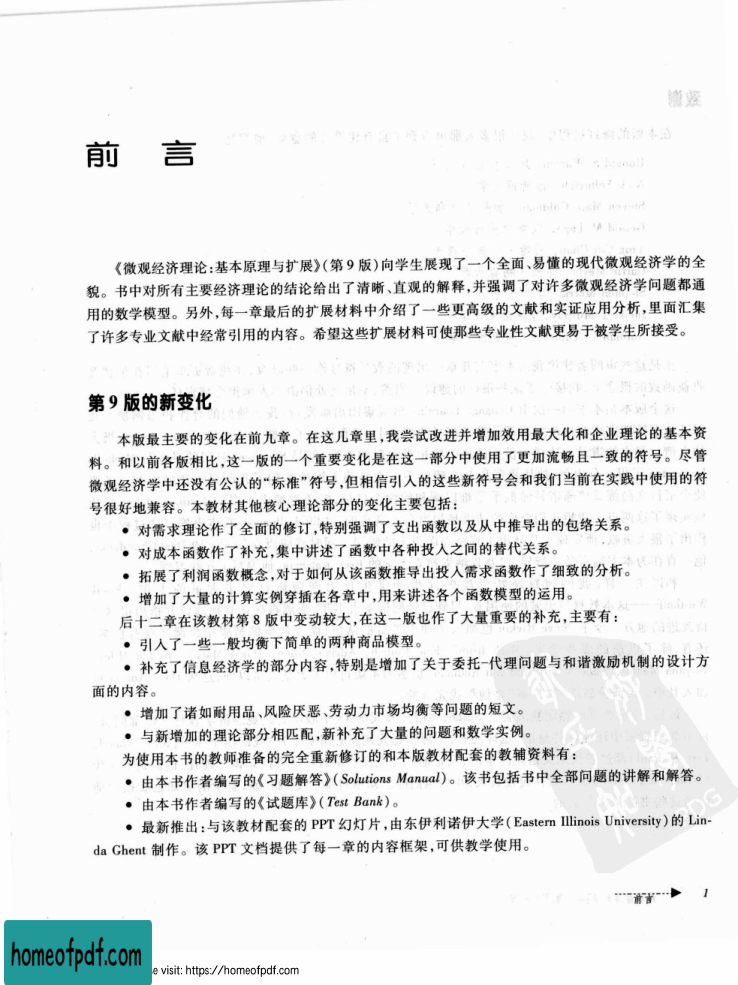 前 言
《微观经济理论:基本原理与扩展》(第9版)向学生展现了一个全面、易懂的现代微观经济学的全
貌。书中对所有主要经济理论的结论给出了清晰、直观的解释,并强调了对许多微观经济学问题都通
用的数学模型。另外,每一章最后的扩展材料中介绍了一些更高级的文献和实证应用分析,里面汇集
了许多专业文献中经常引用的内容。希望这些扩展材料可使那些专业性文献更易于被学生所接受。
第9版的新变化
本版最主要的变化在前九章。在这几章里,我尝试改进并增加效用最大化和企业理论的基本资
料。和以前各版相比,这一版的一个重要变化是在这一部分中使用了更加流畅且一致的符号。尽管
微观经济学中还没有公认的“标准”符号,但相信引入的这些新符号会和我们当前在实践中使用的符
号很好地兼容。本教材其他核心理论部分的变化主要包括:
• 对需求理论作了全面的修订,特别强调了支出函数以及从中推导出的包络关系。
• 对成本函数作了补充,集中讲述了函数中各种投入之间的替代关系。
• 拓展了利润函数概念,对于如何从该函数推导出投入需求函数作了细致的分析。
• 增加了大量的计算实例穿插在各章中,用来讲述各个函数模型的运用。
后十二章在该教材第8版中变动较大,在这一版也作了大量重要的补充,主要有:
• 引入了一些一般均衡下简单的两种商品模型。
• 补充了信息经济学的部分内容,特别是增加了关于委托-代理问题与和谐激励机制的设计方
面的内容。
• 增加了诸如耐用品、风险厌恶、劳动力市场均衡等问题的短文。
• 与新增加的理论部分相匹配,新补充了大量的问题和数学实例。
为使用本书的教师准备的完全重新修订的和本版教材配套的教辅资料有:
• 由本书作者编写的《习题解答》(Solutions Manual)。该书包括书中全部问题的讲解和解答。
• 由本书作者编写的《试题库》(Test Bank)。
• 最新推出:与该教材配套的PPT幻灯片,由东伊利诺伊大学(Eastern Illinois University)的Lin-
da Ghent 制作。该PPT文档提供了每一章的内容框架,可供教学使用。
前言 1
homeofpdf.com
e visit: https://homeofpdf.com